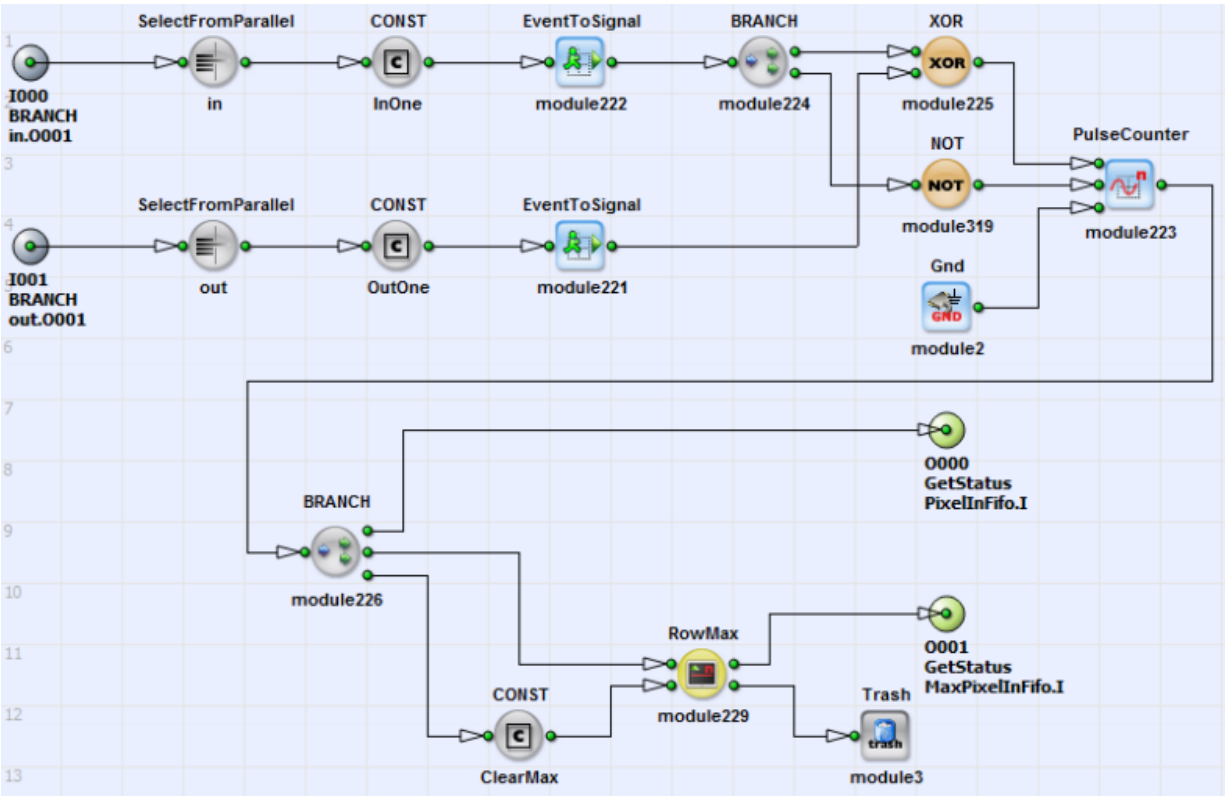 SelectFromParallel CONST EventToSignal BRANCH XOR
1
C
XOR
I000
BRANCH
in.O001
in InOne module222 module224 module225
NOT PulseCounter
3
NOT
n
module319 module223
SelectFromParallel CONST EventToSignal
4
C
I001
BRANCH
out.O001
out OutOne module221
Gnd
GND
module2
6
7
O000
GetStatus
PixelInFifo.I
8
BRANCH
9
module226
10
O001
GetStatus
MaxPixelInFifo.I
11
RowMax
module229
12
CONST Trash
C
trash
ClearMax module3
13